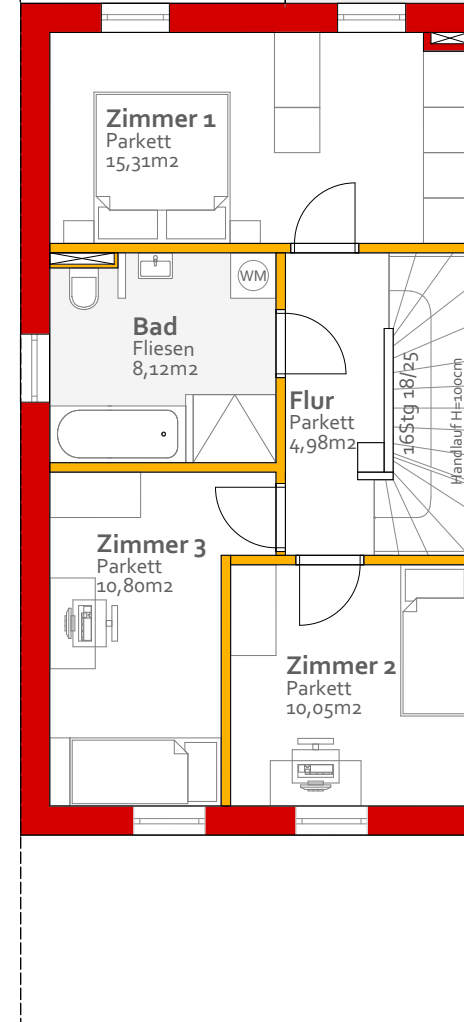 Zimmer 1
Parkett
15,31m2
WM
Bad
Fliesen
8,12m2
Flur
Parkett
4,98m2
16Stg 18/25
Handlauf H=100cm
Zimmer 3
Parkett
10,80m2
Zimmer 2
Parkett
10,05m2